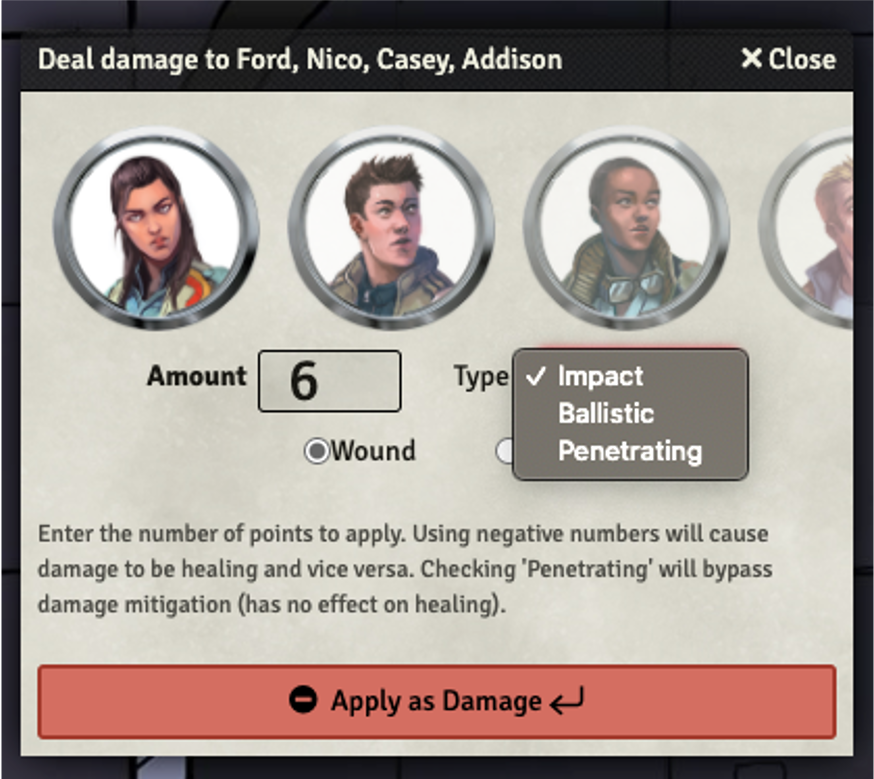 Deal damage to Ford, Nico, Casey, Addison
Close
Amount
6
Type
Impact
Ballistic
Penetrating
Wound
Enter the number of points to apply. Using negative numbers will cause
damage to be healing and vice versa. Checking 'Penetrating' will bypass
damage mitigation (has no effect on healing).
Apply as Damage